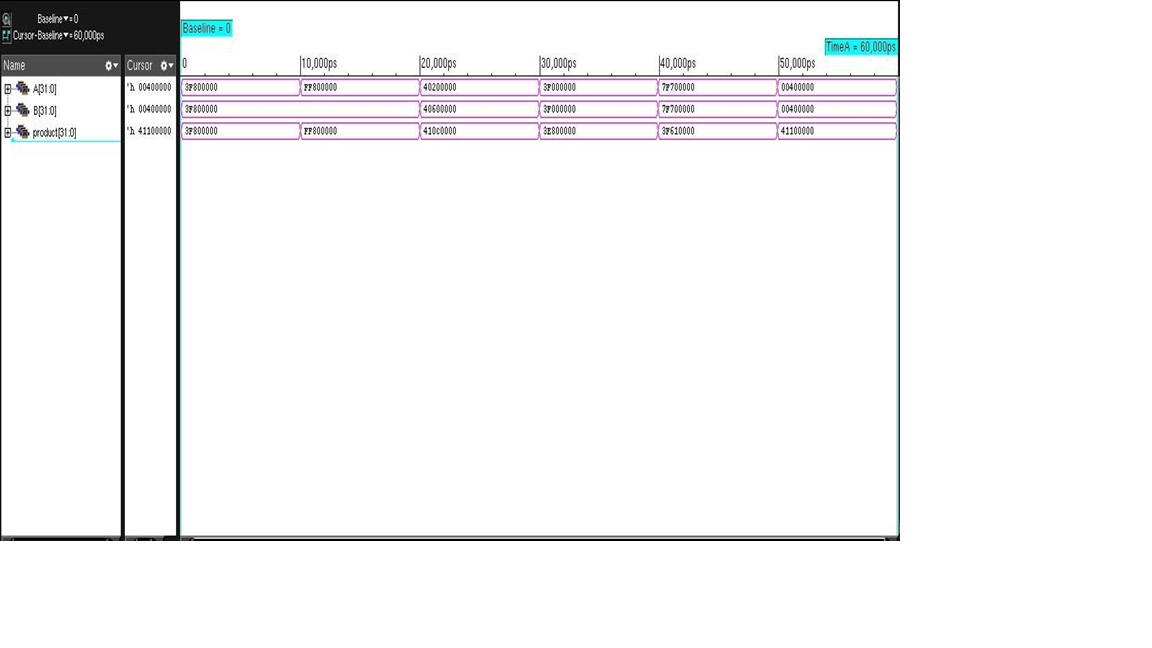 Baseline▼=0
Cursor-Baseline▼=60,000ps
Baseline = 0
TimeA = 60,000ps
Name Cursor 0 10,000ps 20,000ps 30,000ps 40,000ps 50,000ps
A[31:0] 'h 00400000 3F800000 FF800000 40200000 3F000000 7F700000 00400000
B[31:0] 'h 00400000 3F800000 40600000 3F000000 7F700000 00400000
product[31:0] 'h 41100000 3F800000 FF800000 410C0000 3E800000 3F610000 41100000